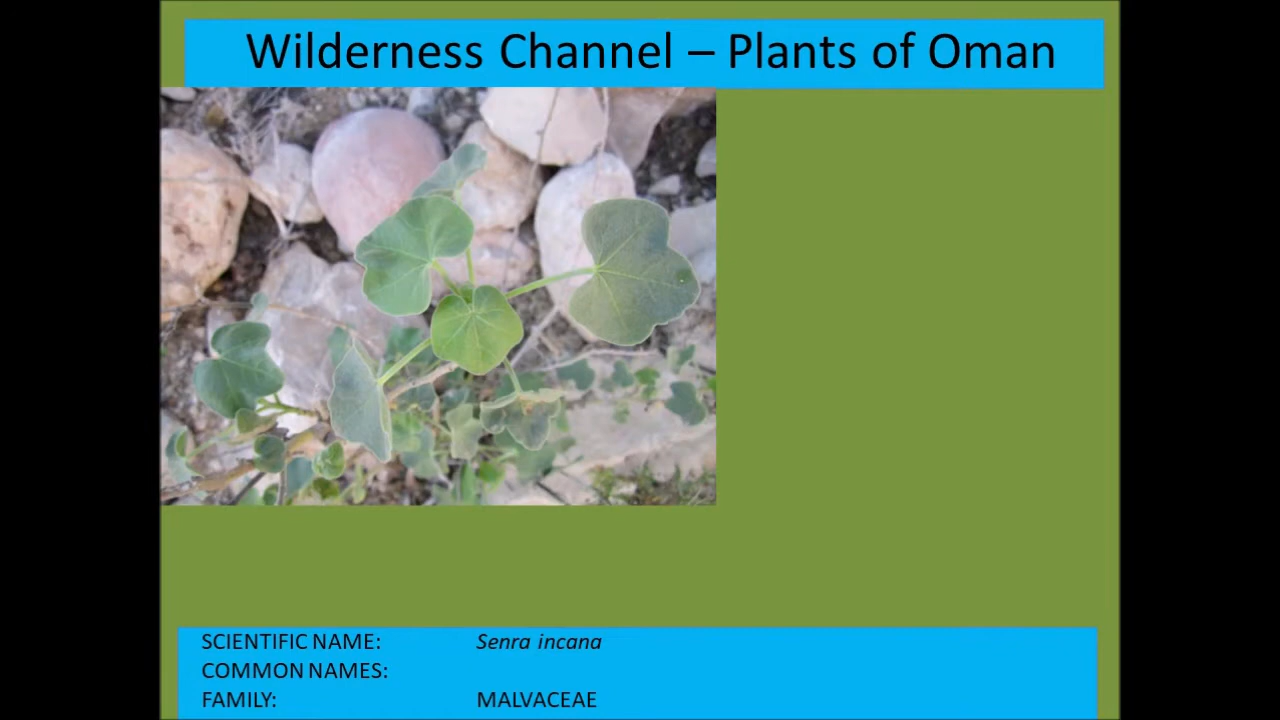 Wilderness Channel – Plants of Oman
SCIENTIFIC NAME: Senra incana
COMMON NAMES:
FAMILY: MALVACEAE